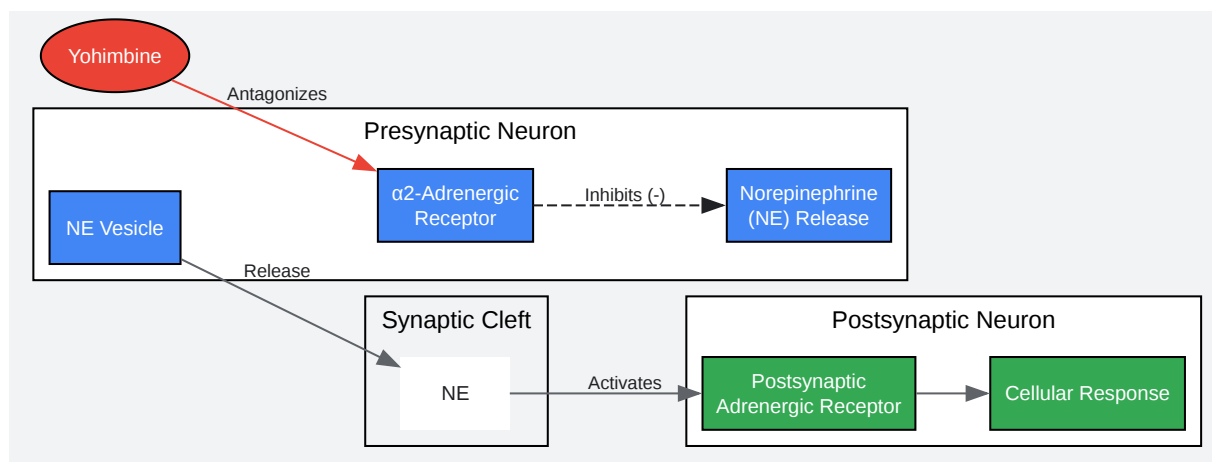 Yohimbine
Antagonizes
Presynaptic Neuron
α2-Adrenergic
Receptor
Inhibits (-)
Norepinephrine
(NE) Release
NE Vesicle
Release
Synaptic Cleft
NE
Activates
Postsynaptic Neuron
Postsynaptic
Adrenergic Receptor
Cellular Response